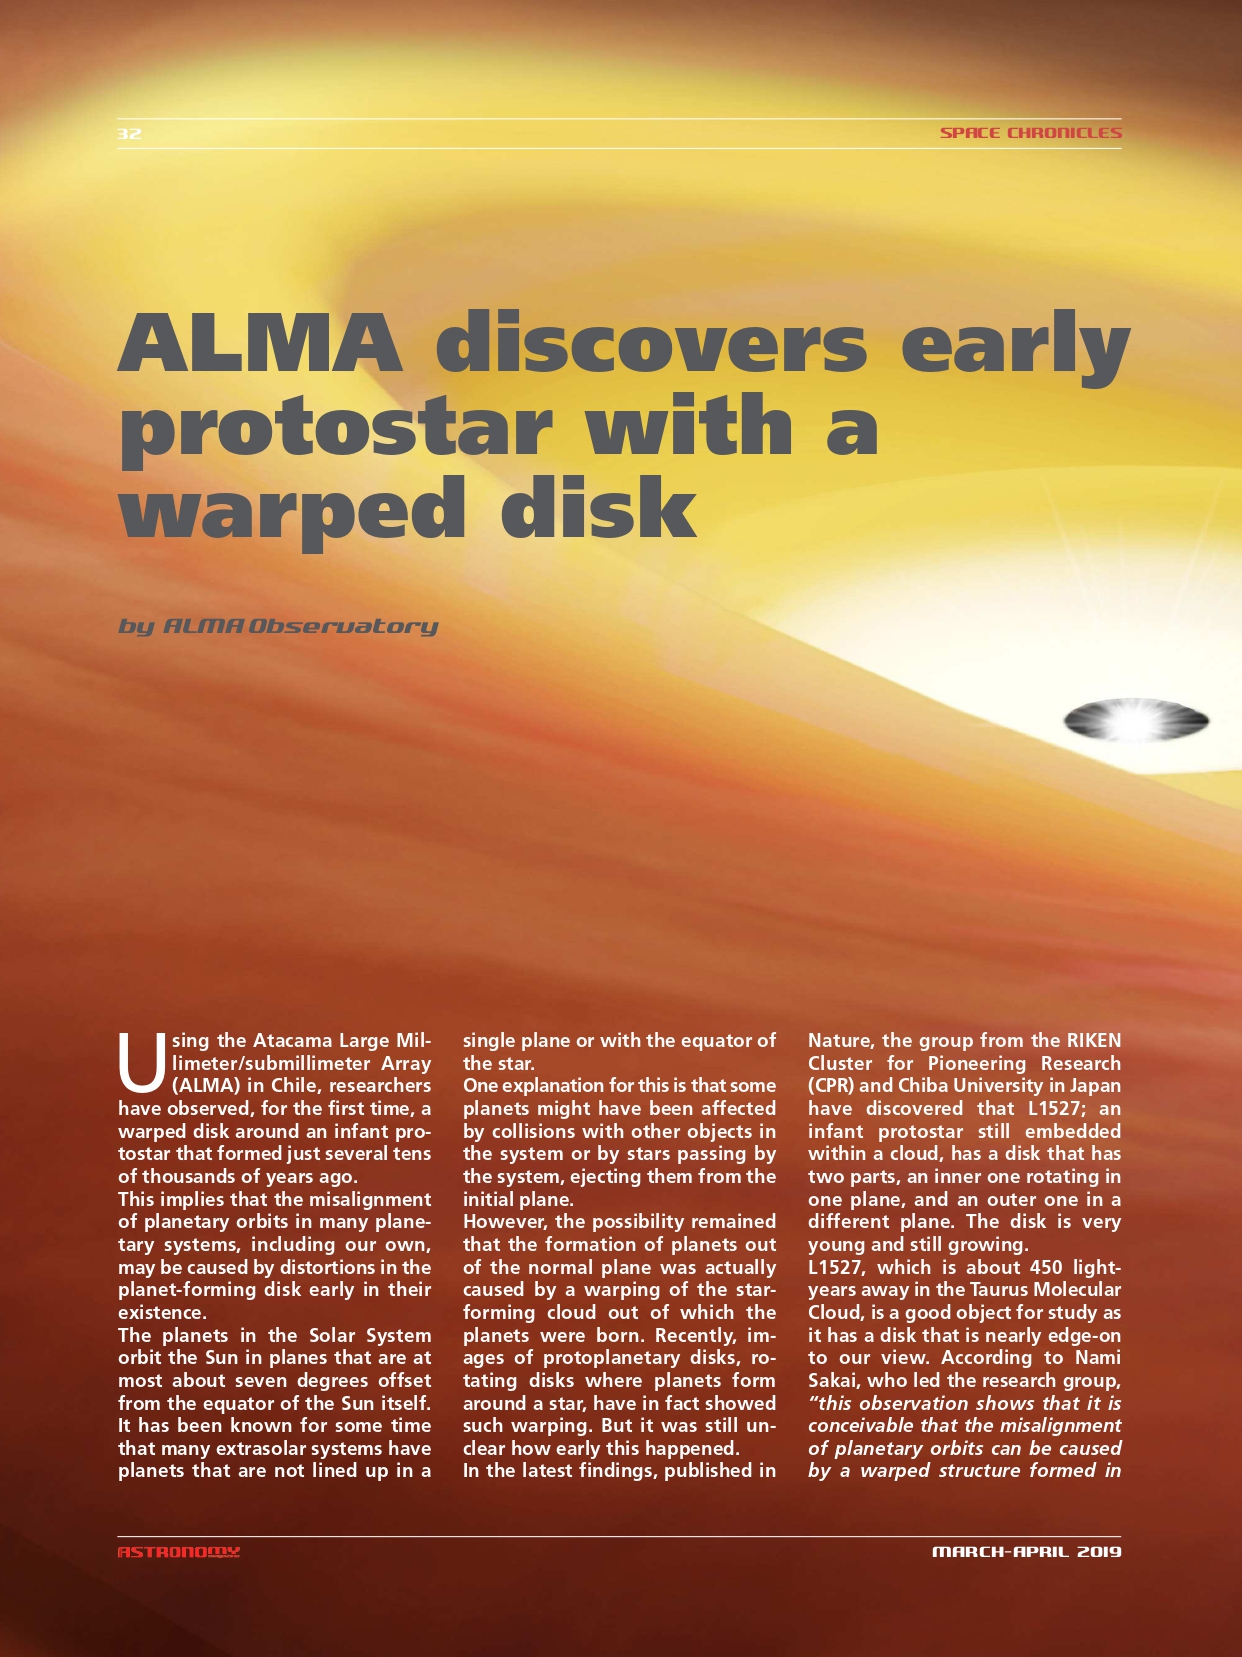 32
SPACE CHRONICLES
ALMA discovers early
protostar with a
warped disk
by ALMA Observatory
Using the Atacama Large Mil-
limeter/submillimeter Array
(ALMA) in Chile, researchers
have observed, for the first time, a
warped disk around an infant pro-
tostar that formed just several tens
of thousands of years ago.
This implies that the misalignment
of planetary orbits in many plane-
tary systems, including our own,
may be caused by distortions in the
planet-forming disk early in their
existence.
The planets in the Solar System
orbit the Sun in planes that are at
most about seven degrees offset
from the equator of the Sun itself.
It has been known for some time
that many extrasolar systems have
planets that are not lined up in a
single plane or with the equator of
the star.
One explanation for this is that some
planets might have been affected
by collisions with other objects in
the system or by stars passing by
the system, ejecting them from the
initial plane.
However, the possibility remained
that the formation of planets out
of the normal plane was actually
caused by a warping of the star-
forming cloud out of which the
planets were born. Recently, im-
ages of protoplanetary disks, ro-
tating disks where planets form
around a star, have in fact showed
such warping. But it was still un-
clear how early this happened.
In the latest findings, published in
Nature, the group from the RIKEN
Cluster for Pioneering Research
(CPR) and Chiba University in Japan
have discovered that L1527; an
infant protostar still embedded
within a cloud, has a disk that has
two parts, an inner one rotating in
one plane, and an outer one in a
different plane. The disk is very
young and still growing.
L1527, which is about 450 light-
years away in the Taurus Molecular
Cloud, is a good object for study as
it has a disk that is nearly edge-on
to our view. According to Nami
Sakai, who led the research group,
“this observation shows that it is
conceivable that the misalignment
of planetary orbits can be caused
by a warped structure formed in
ASTRONOMY
MARCH-APRIL 2019